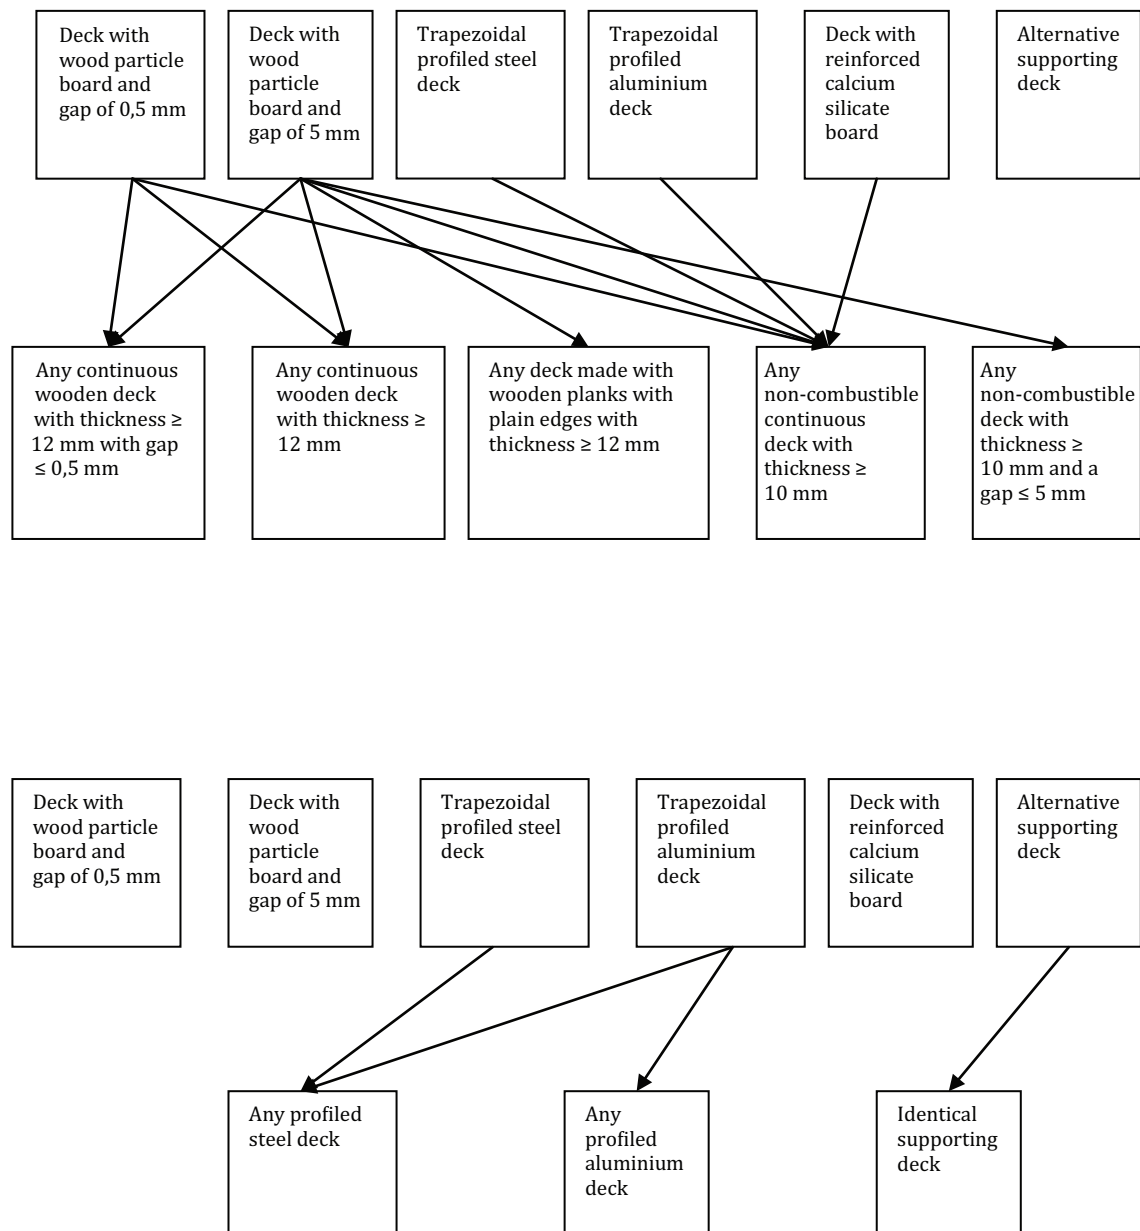 Deck with
wood particle
board and
gap of 0,5 mm
Deck with
wood
particle
board and
gap of 5 mm
Trapezoidal
profiled steel
deck
Trapezoidal
profiled
aluminium
deck
Deck with
reinforced
calcium
silicate
board
Alternative
supporting
deck
Any continuous
wooden deck
with thickness ≥
12 mm with gap
≤ 0,5 mm
Any continuous
wooden deck
with thickness ≥
12 mm
Any deck made with
wooden planks with
plain edges with
thickness ≥ 12 mm
Any
non-combustible
continuous
deck with
thickness ≥
10 mm
Any
non-combustible
deck with
thickness ≥
10 mm and a
gap ≤ 5 mm
Deck with
wood particle
board and
gap of 0,5 mm
Deck with
wood
particle
board and
gap of 5 mm
Trapezoidal
profiled steel
deck
Trapezoidal
profiled
aluminium
deck
Deck with
reinforced
calcium
silicate
board
Alternative
supporting
deck
Any profiled
steel deck
Any
profiled
aluminium
deck
Identical
supporting
deck